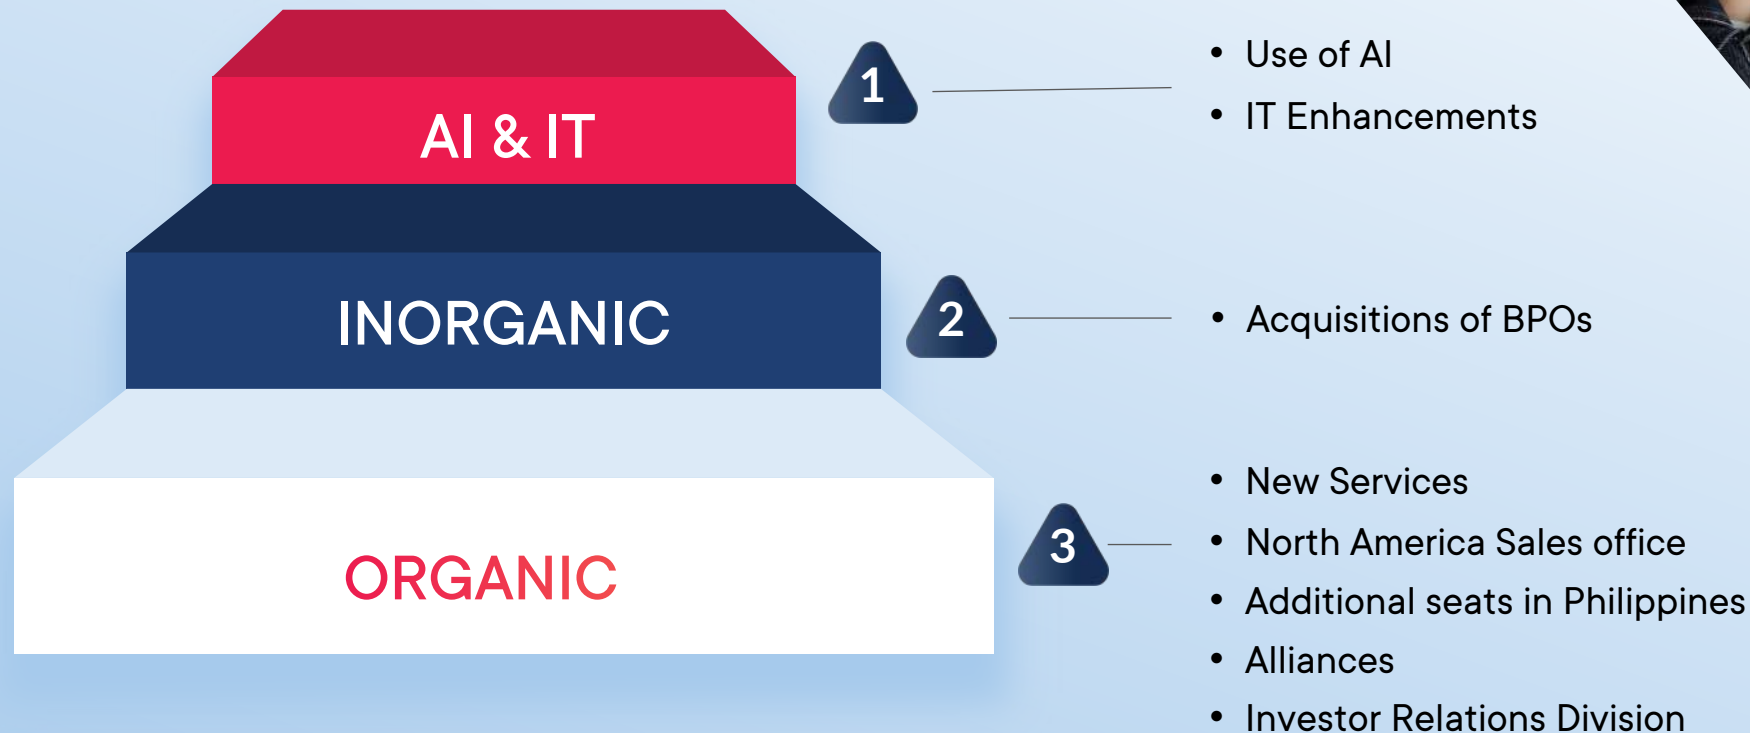 AI & IT
1
• Use of AI
• IT Enhancements
INORGANIC
2
• Acquisitions of BPOs
ORGANIC
3
• New Services
• North America Sales office
• Additional seats in Philippines
• Alliances
• Investor Relations Division